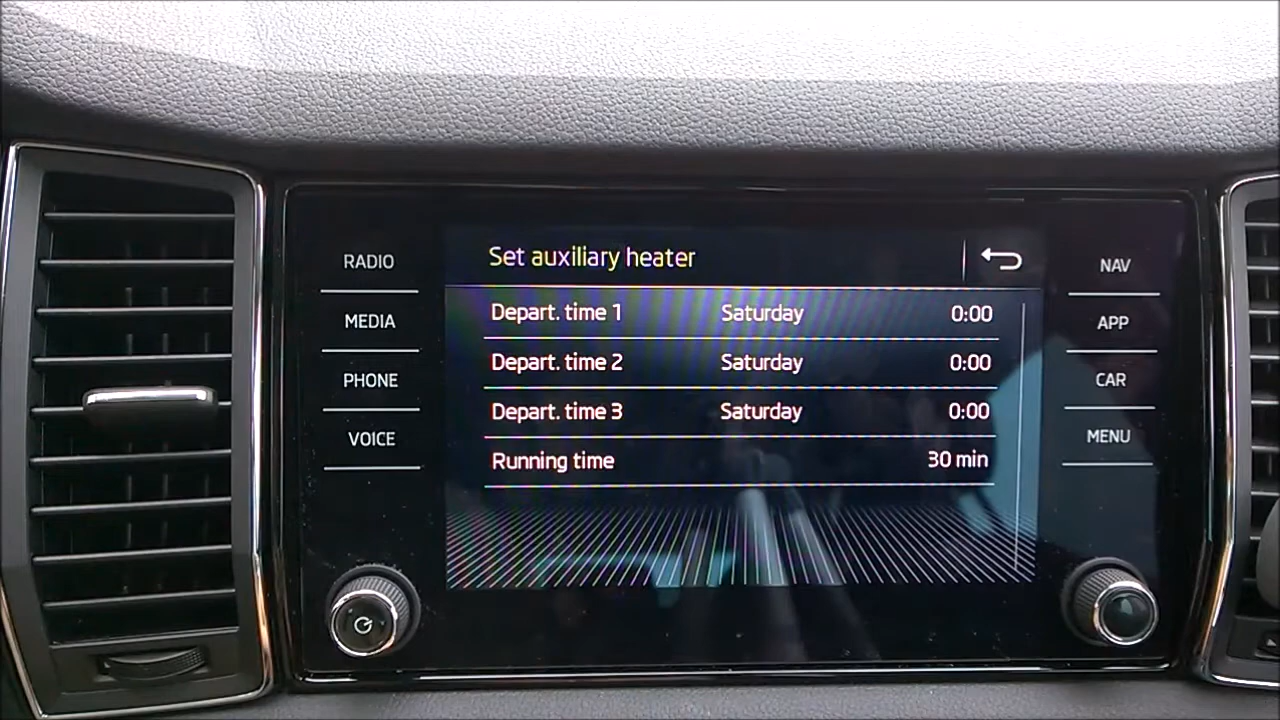 Set auxiliary heater
RADIO
MEDIA
PHONE
VOICE
Depart. time 1 Saturday 0:00
Depart. time 2 Saturday 0:00
Depart. time 3 Saturday 0:00
Running time 30 min
NAV
APP
CAR
MENU